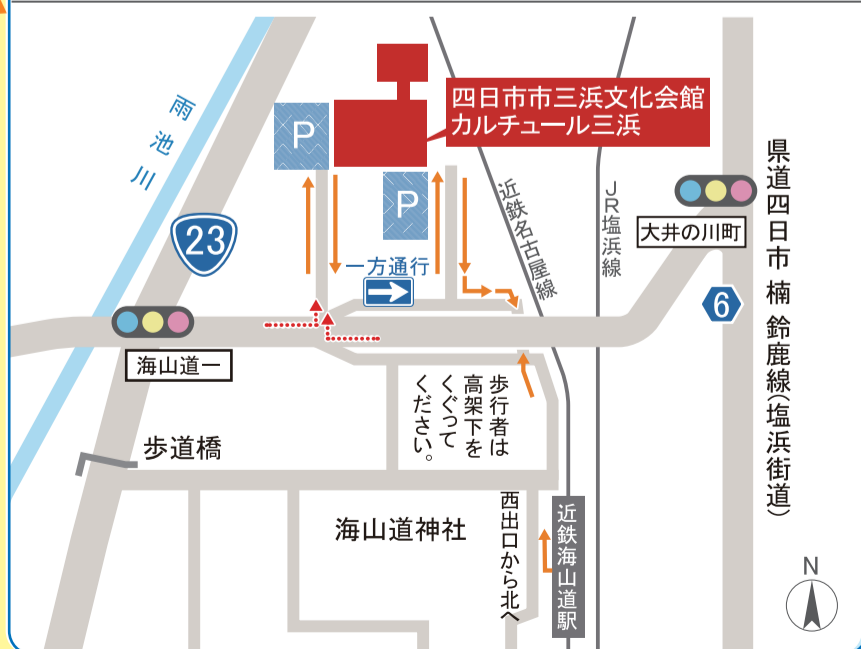 四日市市三浜文化会館
カルチュール三浜
P
P
雨池川
23
一方通行
近鉄名古屋線
JR塩浜線
大井の川町
県道四日市 楠 鈴鹿線(塩浜街道)
6
海山道一
歩道橋
歩行者は
高架下を
くぐって
ください。
海山道神社
西出口から北へ
近鉄海山道駅
N